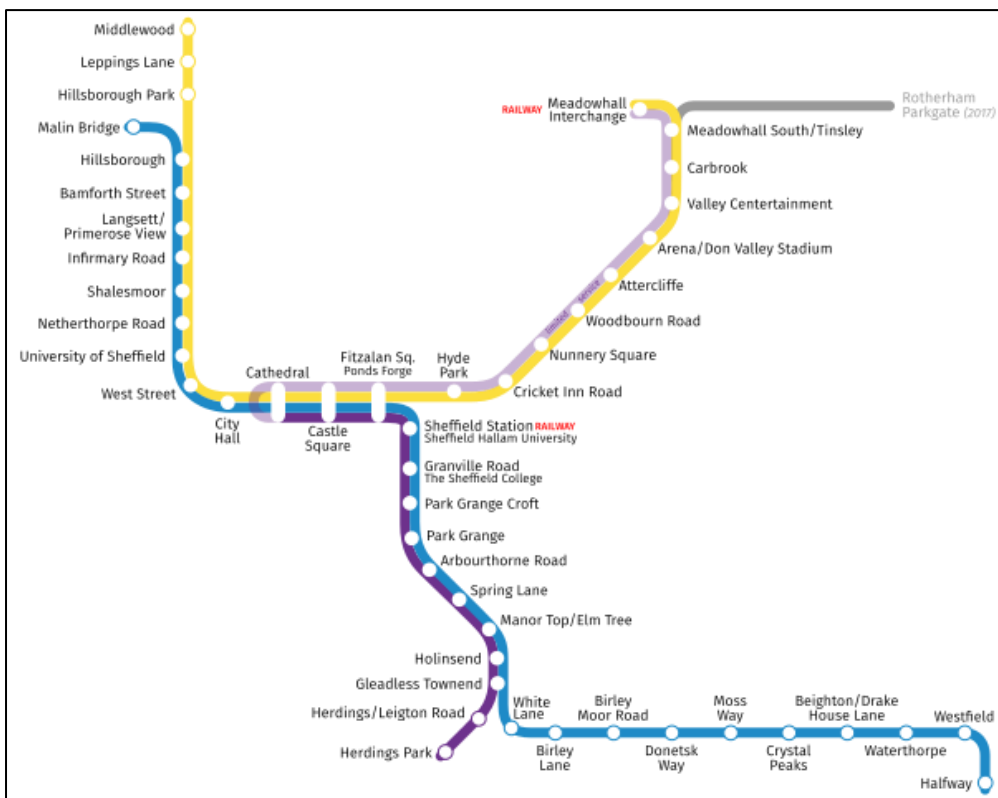 Middlewood
Leppings Lane
Hillsborough Park
Malin Bridge
Hillsborough
Bamforth Street
Langsett/
Primerose View
Infirmary Road
Shalesmoor
Netherthorpe Road
University of Sheffield
West Street
City
Hall
Cathedral
Castle
Square
Fitzalan Sq.
Ponds Forge
Hyde
Park
Cricket Inn Road
Nunnery Square
Woodbourn Road
limited service
Attercliffe
Arena/Don Valley Stadium
Valley Centertainment
Carbrook
Meadowhall South/Tinsley
RAILWAY
Meadowhall
Interchange
Rotherham
Parkgate (2017)
Sheffield Station RAILWAY
Sheffield Hallam University
Granville Road
The Sheffield College
Park Grange Croft
Park Grange
Arbourthorne Road
Spring Lane
Manor Top/Elm Tree
Holinsend
Gleadless Townend
Herdings/Leigton Road
Herdings Park
White
Lane
Birley
Lane
Birley
Moor Road
Donetsk
Way
Moss
Way
Crystal
Peaks
Beighton/Drake
House Lane
Waterthorpe
Westfield
Halfway